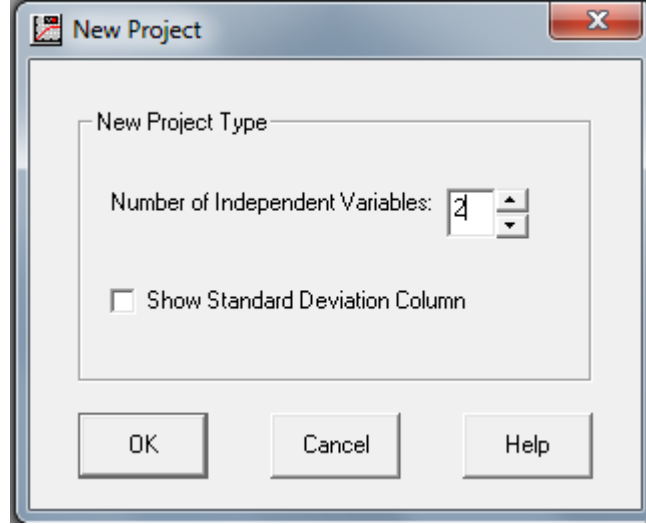 New Project
New Project Type
Number of Independent Variables: 2
Show Standard Deviation Column
OK Cancel Help